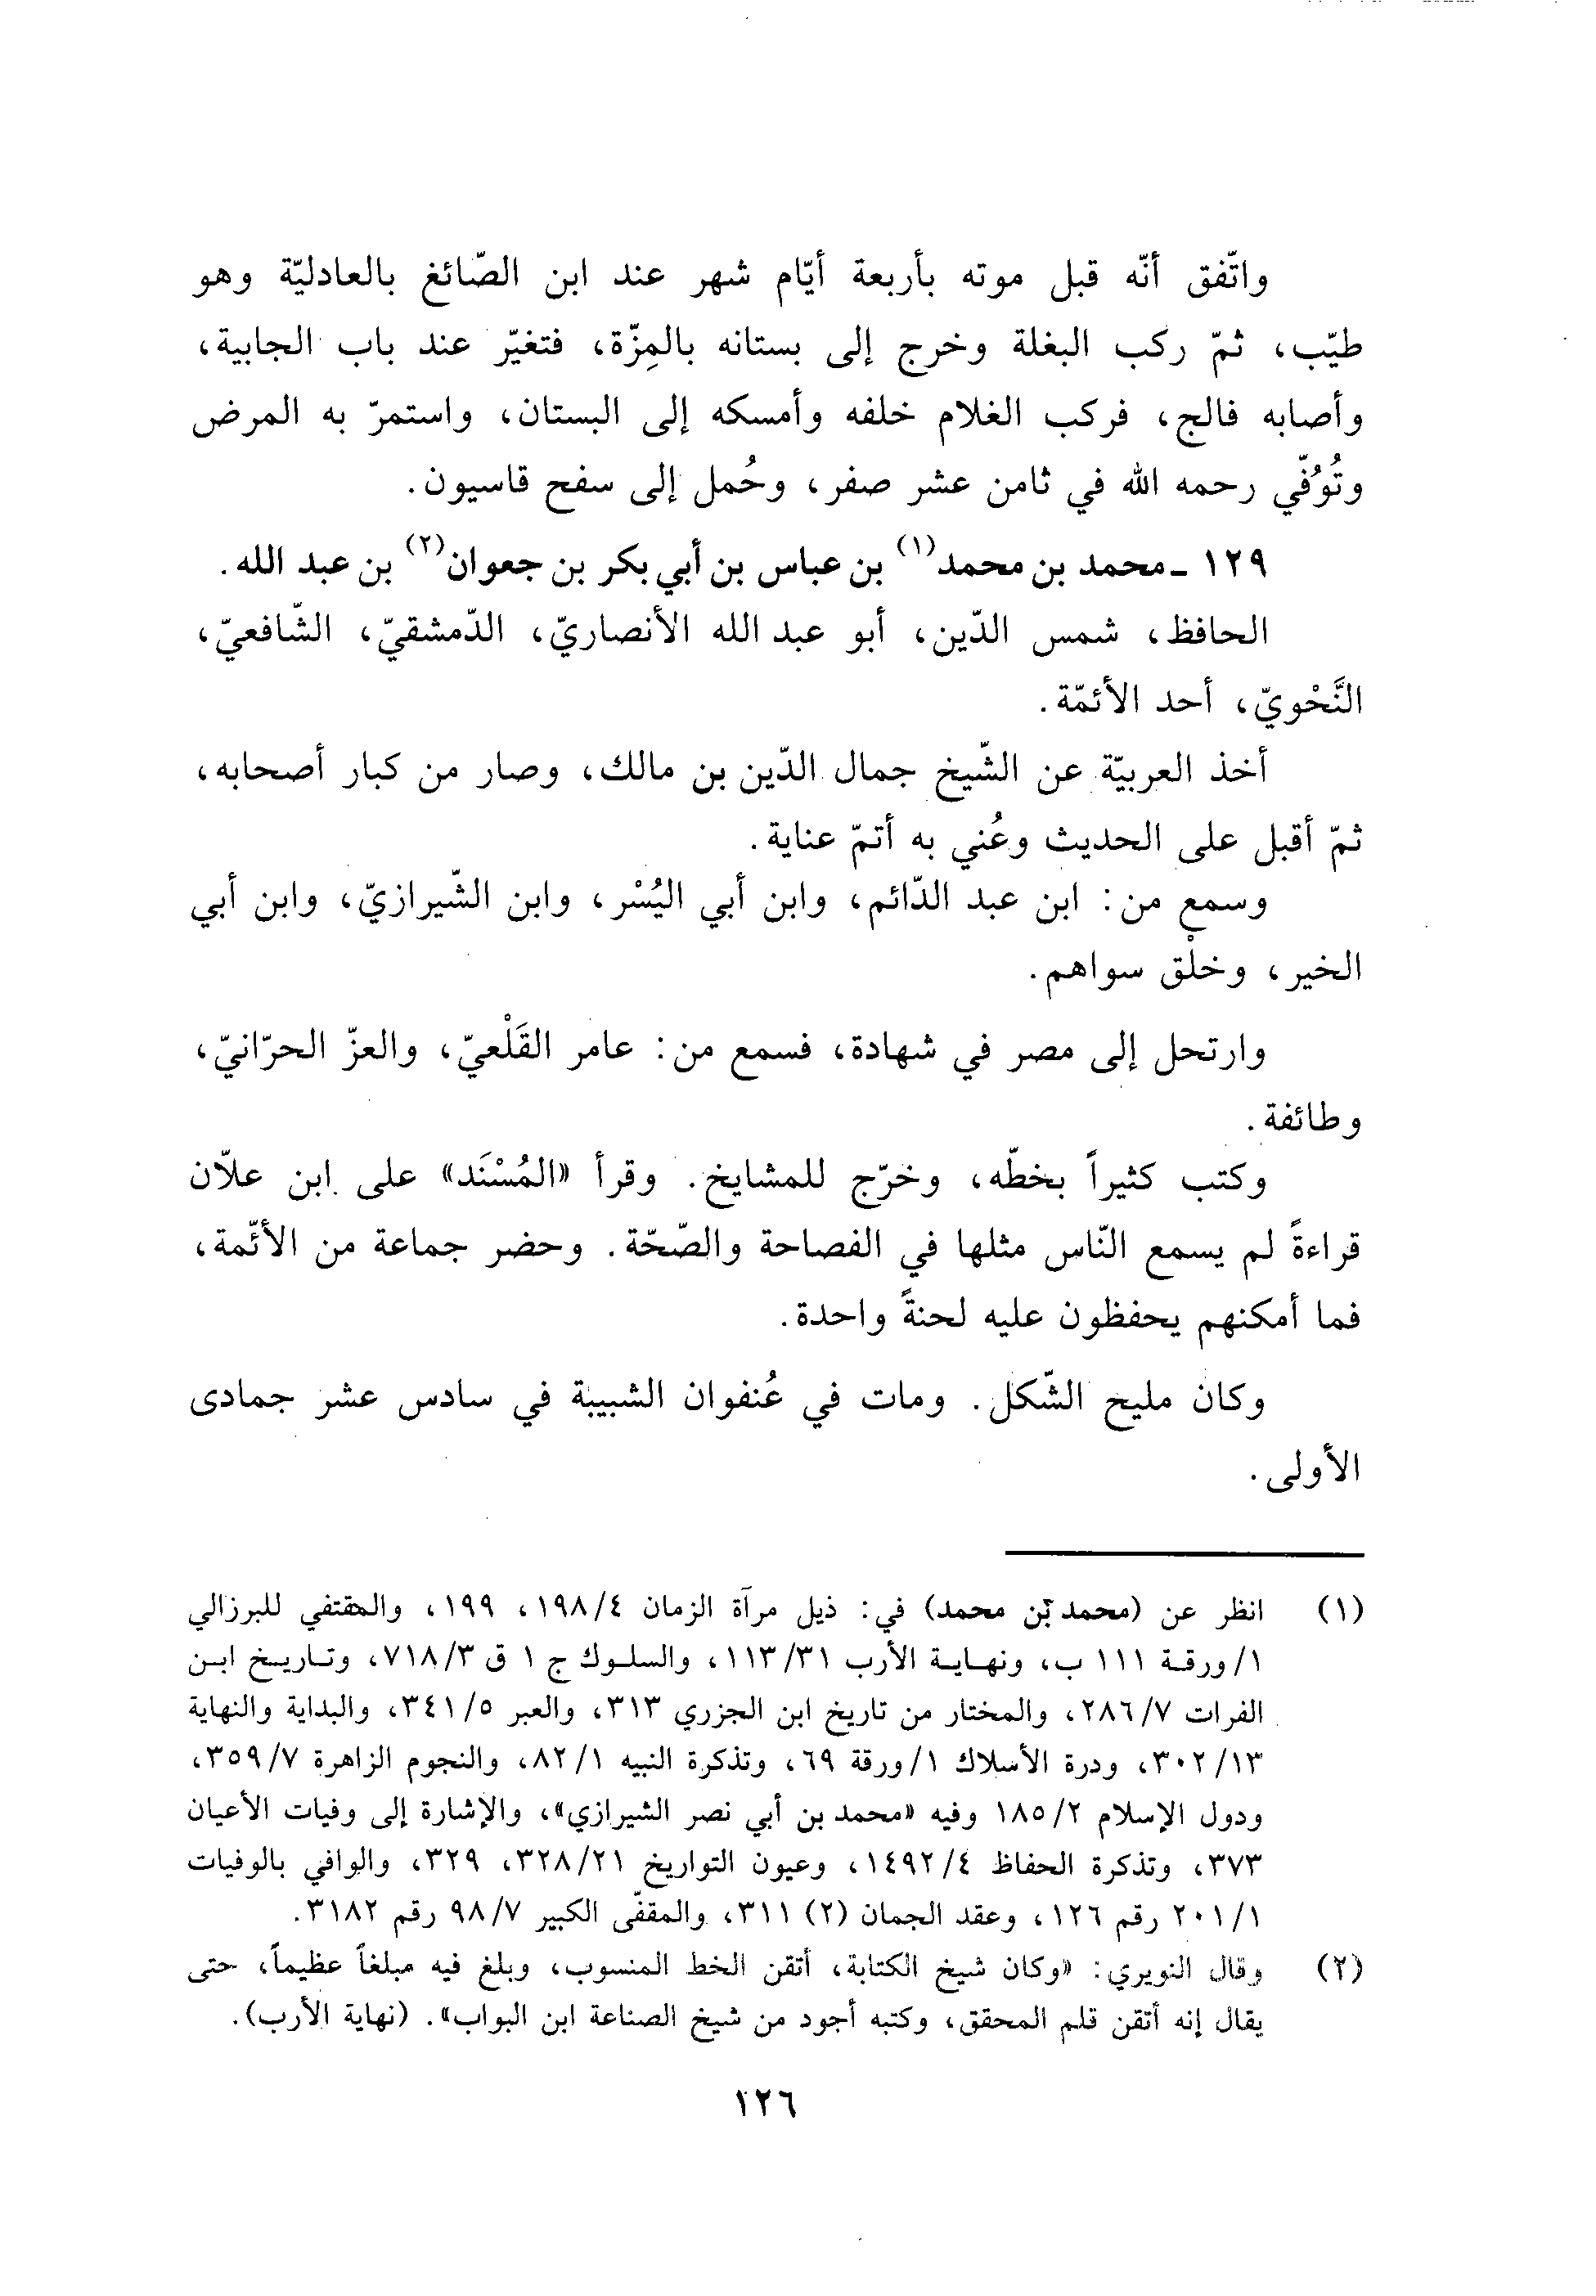 واتّفق أنّه قبل موته بأربعة أيّام شهر عند ابن الصّائغ بالعادليّة وهو
طيّب، ثمّ ركب البغلة وخرج إلى بستانه بالمِزّة، فتغيّر عند باب الجابية،
وأصابه فالج، فركب الغلام خلفه وأمسكه إلى البستان، واستمرّ به المرض
وتُوُفّي رحمه الله في ثامن عشر صفر، وحُمل إلى سفح قاسيون.
١٢٩ ـ محمد بن محمد(١) بن عباس بن أبي بكر بن جعوان(٢) بن عبد الله.
الحافظ، شمس الدّين، أبو عبد الله الأنصاريّ، الدّمشقيّ، الشّافعيّ،
النَّحْويّ، أحد الأئمّة.
أخذ العربيّة عن الشّيخ جمال الدّين بن مالك، وصار من كبار أصحابه،
ثمّ أقبل على الحديث وعُني به أتمّ عناية.
وسمع من: ابن عبد الدّائم، وابن أبي اليُسْر، وابن الشّيرازيّ، وابن أبي
الخير، وخلْق سواهم.
وارتحل إلى مصر في شهادة، فسمع من: عامر القَلْعيّ، والعزّ الحرّانيّ،
وطائفة.
وكتب كثيراً بخطّه، وخرّج للمشايخ. وقرأ «المُسْنَد» على ابن علاّن
قراءةً لم يسمع النّاس مثلها في الفصاحة والصّحّة. وحضر جماعة من الأئّمة،
فما أمكنهم يحفظون عليه لحنةً واحدة.
وكان مليح الشّكل. ومات في عُنفوان الشبيبة في سادس عشر جمادى
الأولى.
(١) انظر عن (محمد بن محمد) في: ذيل مرآة الزمان ١٩٨/٤، ١٩٩، والمقتفي للبرزالي
١/ورقة ١١١ ب، ونهاية الأرب ١١٣/٣١، والسلوك ج ١ ق ٧١٨/٣، وتاريخ ابن
الفرات ٢٨٦/٧، والمختار من تاريخ ابن الجزري ٣١٣، والعبر ٣٤١/٥، والبداية والنهاية
٣٠٢/١٣، ودرة الأسلاك ١/ورقة ٦٩، وتذكرة النبيه ٨٢/١، والنجوم الزاهرة ٣٥٩/٧،
ودول الإسلام ١٨٥/٢ وفيه «محمد بن أبي نصر الشيرازي»، والإشارة إلى وفيات الأعيان
٣٧٣، وتذكرة الحفاظ ١٤٩٢/٤، وعيون التواريخ ٣٢٨/٢١، ٣٢٩، والوافي بالوفيات
٢٠١/١ رقم ١٢٦، وعقد الجمان (٢) ٣١١، والمقفّى الكبير ٩٨/٧ رقم ٣١٨٢.
(٢) وقال النويري: «وكان شيخ الكتابة، أتقن الخط المنسوب، وبلغ فيه مبلغاً عظيماً، حتى
يقال إنه أتقن قلم المحقق، وكتبه أجود من شيخ الصناعة ابن البواب». (نهاية الأرب).
١٢٦